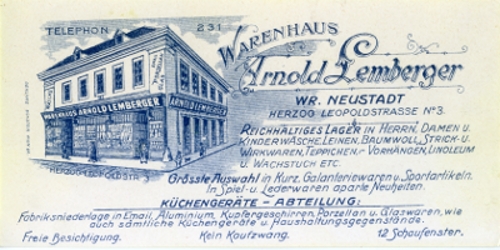 TELEPHON 231
WARENHAUS
Arnold Lemberger
WR. NEUSTADT
HERZOG LEOPOLDSTRASSE No 3.
WARENHAUS ARNOLD LEMBERGER
ARNOLD LEMBERGER
HERZOG LEOPOLDSTR.
REICHHALTIGES LAGER IN HERRN, DAMEN U.
KINDERWÄSCHE, LEINEN, BAUMWOLL, STRICK- U.
WIRKWAREN, TEPPICHEN, VORHÄNGEN, LINOLEUM
U. WACHSTUCH ETC.
Grösste Auswahl in Kurz, Galanteriewaren u. Sportartikeln.
In Spiel- u. Lederwaren aparte Neuheiten.
KÜCHENGERÄTE - ABTEILUNG:
Fabriksniederlage in Email, Aluminium, Kupfergeschirren, Porzellan u. Glaswaren, wie
auch sämtliche Küchengeräte u. Haushaltungsgegenstände.
Freie Besichtigung. Kein Kaufzwang. 12 Schaufenster.